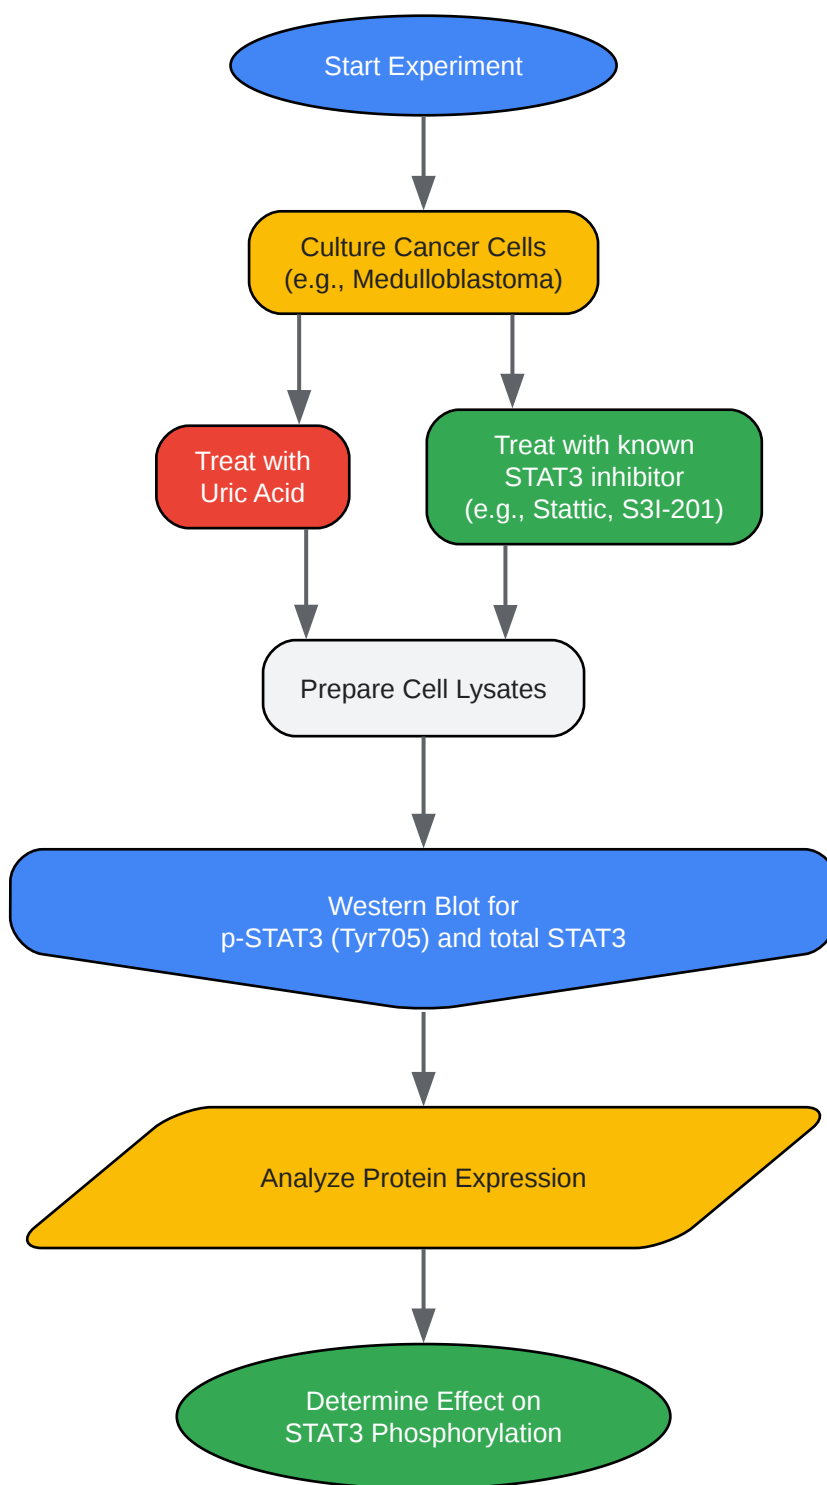 Start Experiment
Culture Cancer Cells
(e.g., Medulloblastoma)
Treat with
Uric Acid
Treat with known
STAT3 inhibitor
(e.g., Stattic, S3I-201)
Prepare Cell Lysates
Western Blot for
p-STAT3 (Tyr705) and total STAT3
Analyze Protein Expression
Determine Effect on
STAT3 Phosphorylation